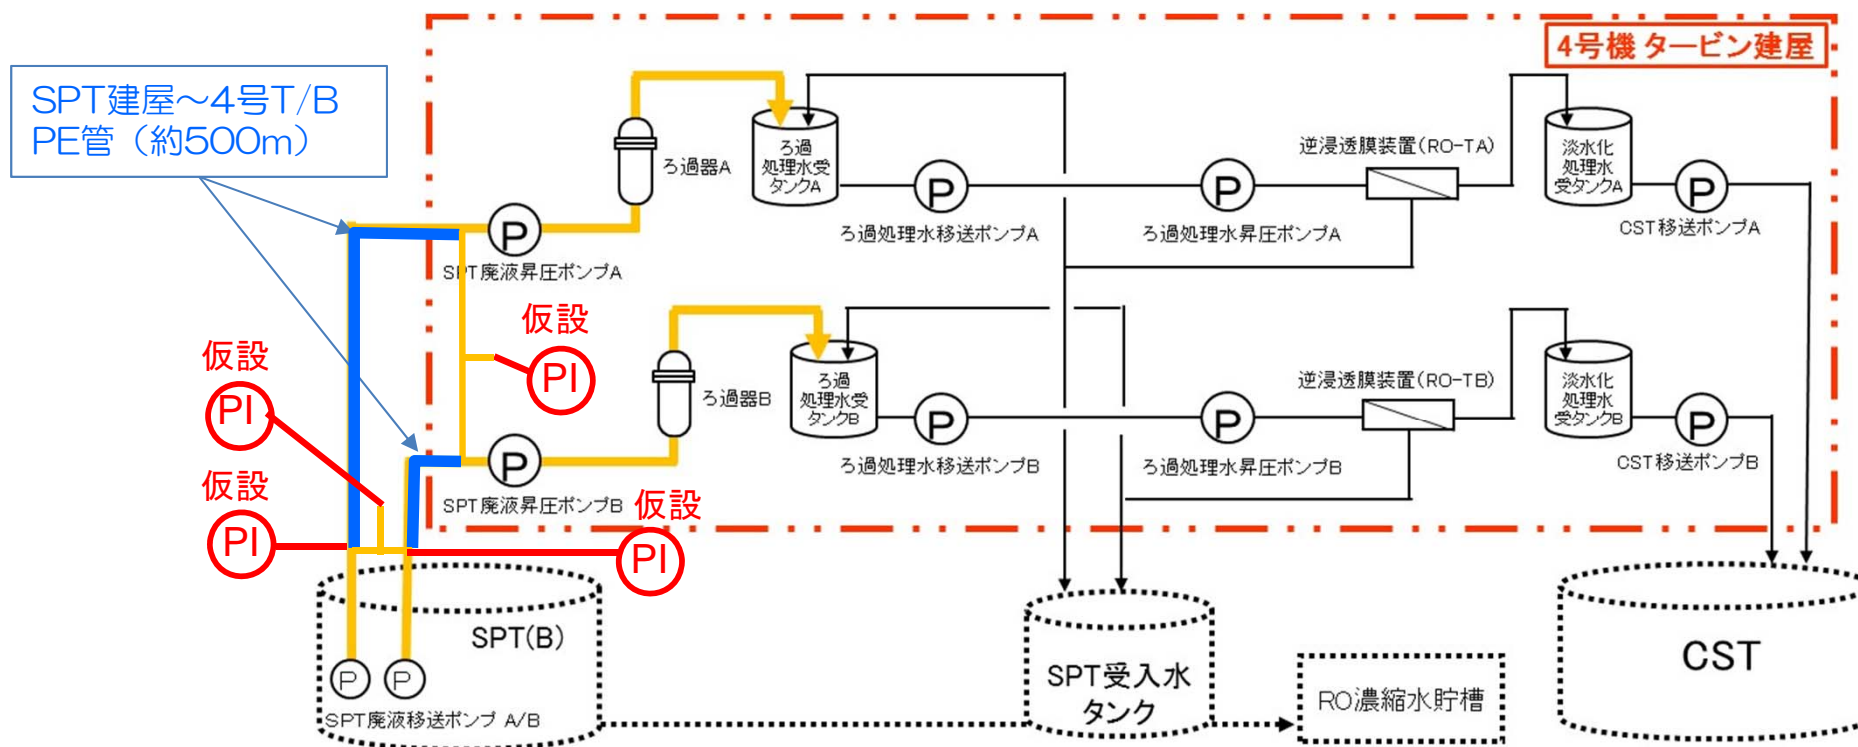 4号機 タービン建屋
SPT建屋～4号T/B
PE管（約500m）
ろ過器A
ろ過
処理水受
タンクA
逆浸透膜装置(RO-TA)
淡水化
処理水
受タンクA
P
P
P
P
SPT廃液昇圧ポンプA
ろ過処理水移送ポンプA
ろ過処理水昇圧ポンプA
CST移送ポンプA
仮設
PI
仮設
PI
ろ過器B
ろ過
処理水受
タンクB
逆浸透膜装置(RO-TB)
淡水化
処理水
受タンクB
P
P
P
P
SPT廃液昇圧ポンプB
ろ過処理水移送ポンプB
ろ過処理水昇圧ポンプB
CST移送ポンプB
仮設
PI
仮設
PI
SPT(B)
P
P
SPT廃液移送ポンプ A/B
SPT受入水
タンク
RO濃縮水貯槽
CST